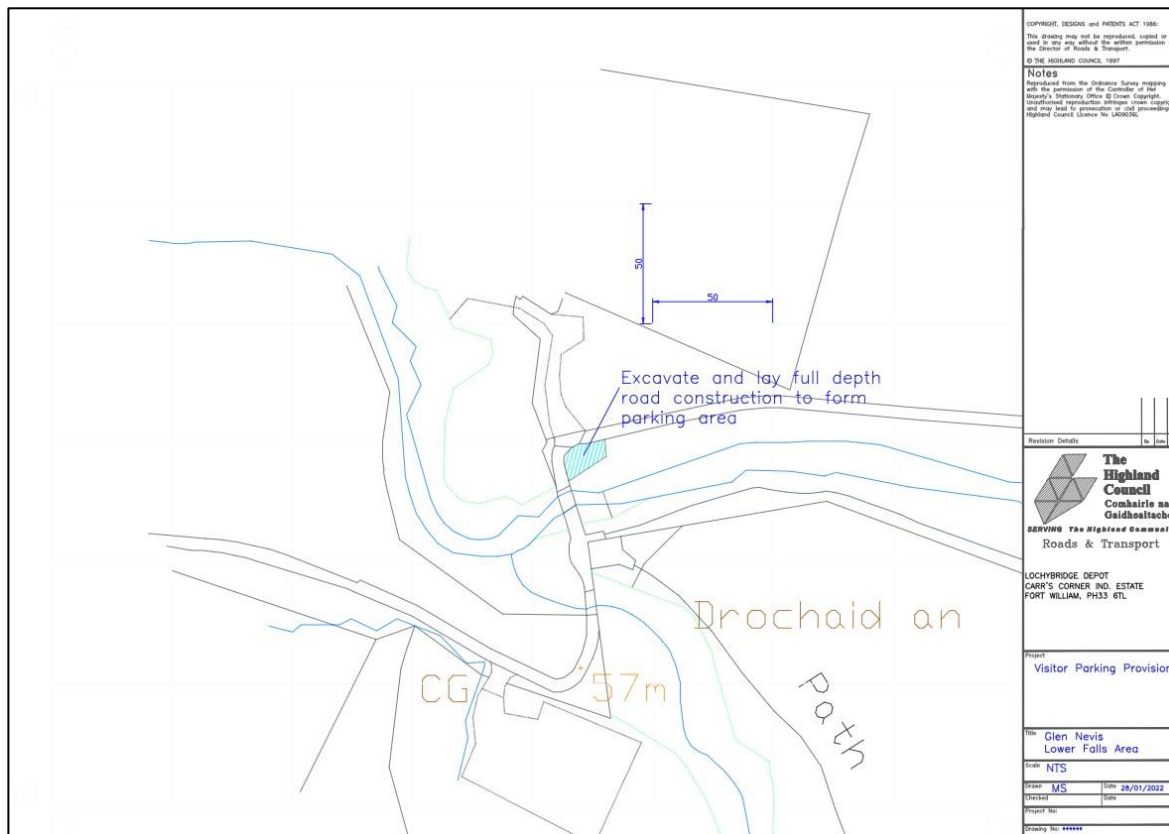 50
50
Excavate and lay full depth
road construction to form
parking area
Drochaid an
CG
57m
Path
COPYRIGHT, DESIGNS and PATENTS ACT 1988:
This drawing may not be reproduced, copied or
used in any way without the written permission
the Director of Roads & Transport.
© THE HIGHLAND COUNCIL 1997
Notes
Reproduced from the Ordnance Survey mapping
with the permission of the Controller of Her
Majesty's Stationary Office © Crown Copyright.
Unauthorised reproduction infringes crown copyri
and may lead to prosecution or civil proceeding
Highland Council Licence No LA09036L
Revision Details
By
Date
The
Highland
Council
Comhairle na
Gaidhealtache
SERVING The Highland Communi
Roads & Transport
LOCHYBRIDGE DEPOT
CARR'S CORNER IND. ESTATE
FORT WILLIAM, PH33 6TL
Project
Visitor Parking Provision
Title Glen Nevis
Lower Falls Area
Scale NTS
Drawn MS Date 28/01/2022
Checked Date
Project No:
Drawing No: ******